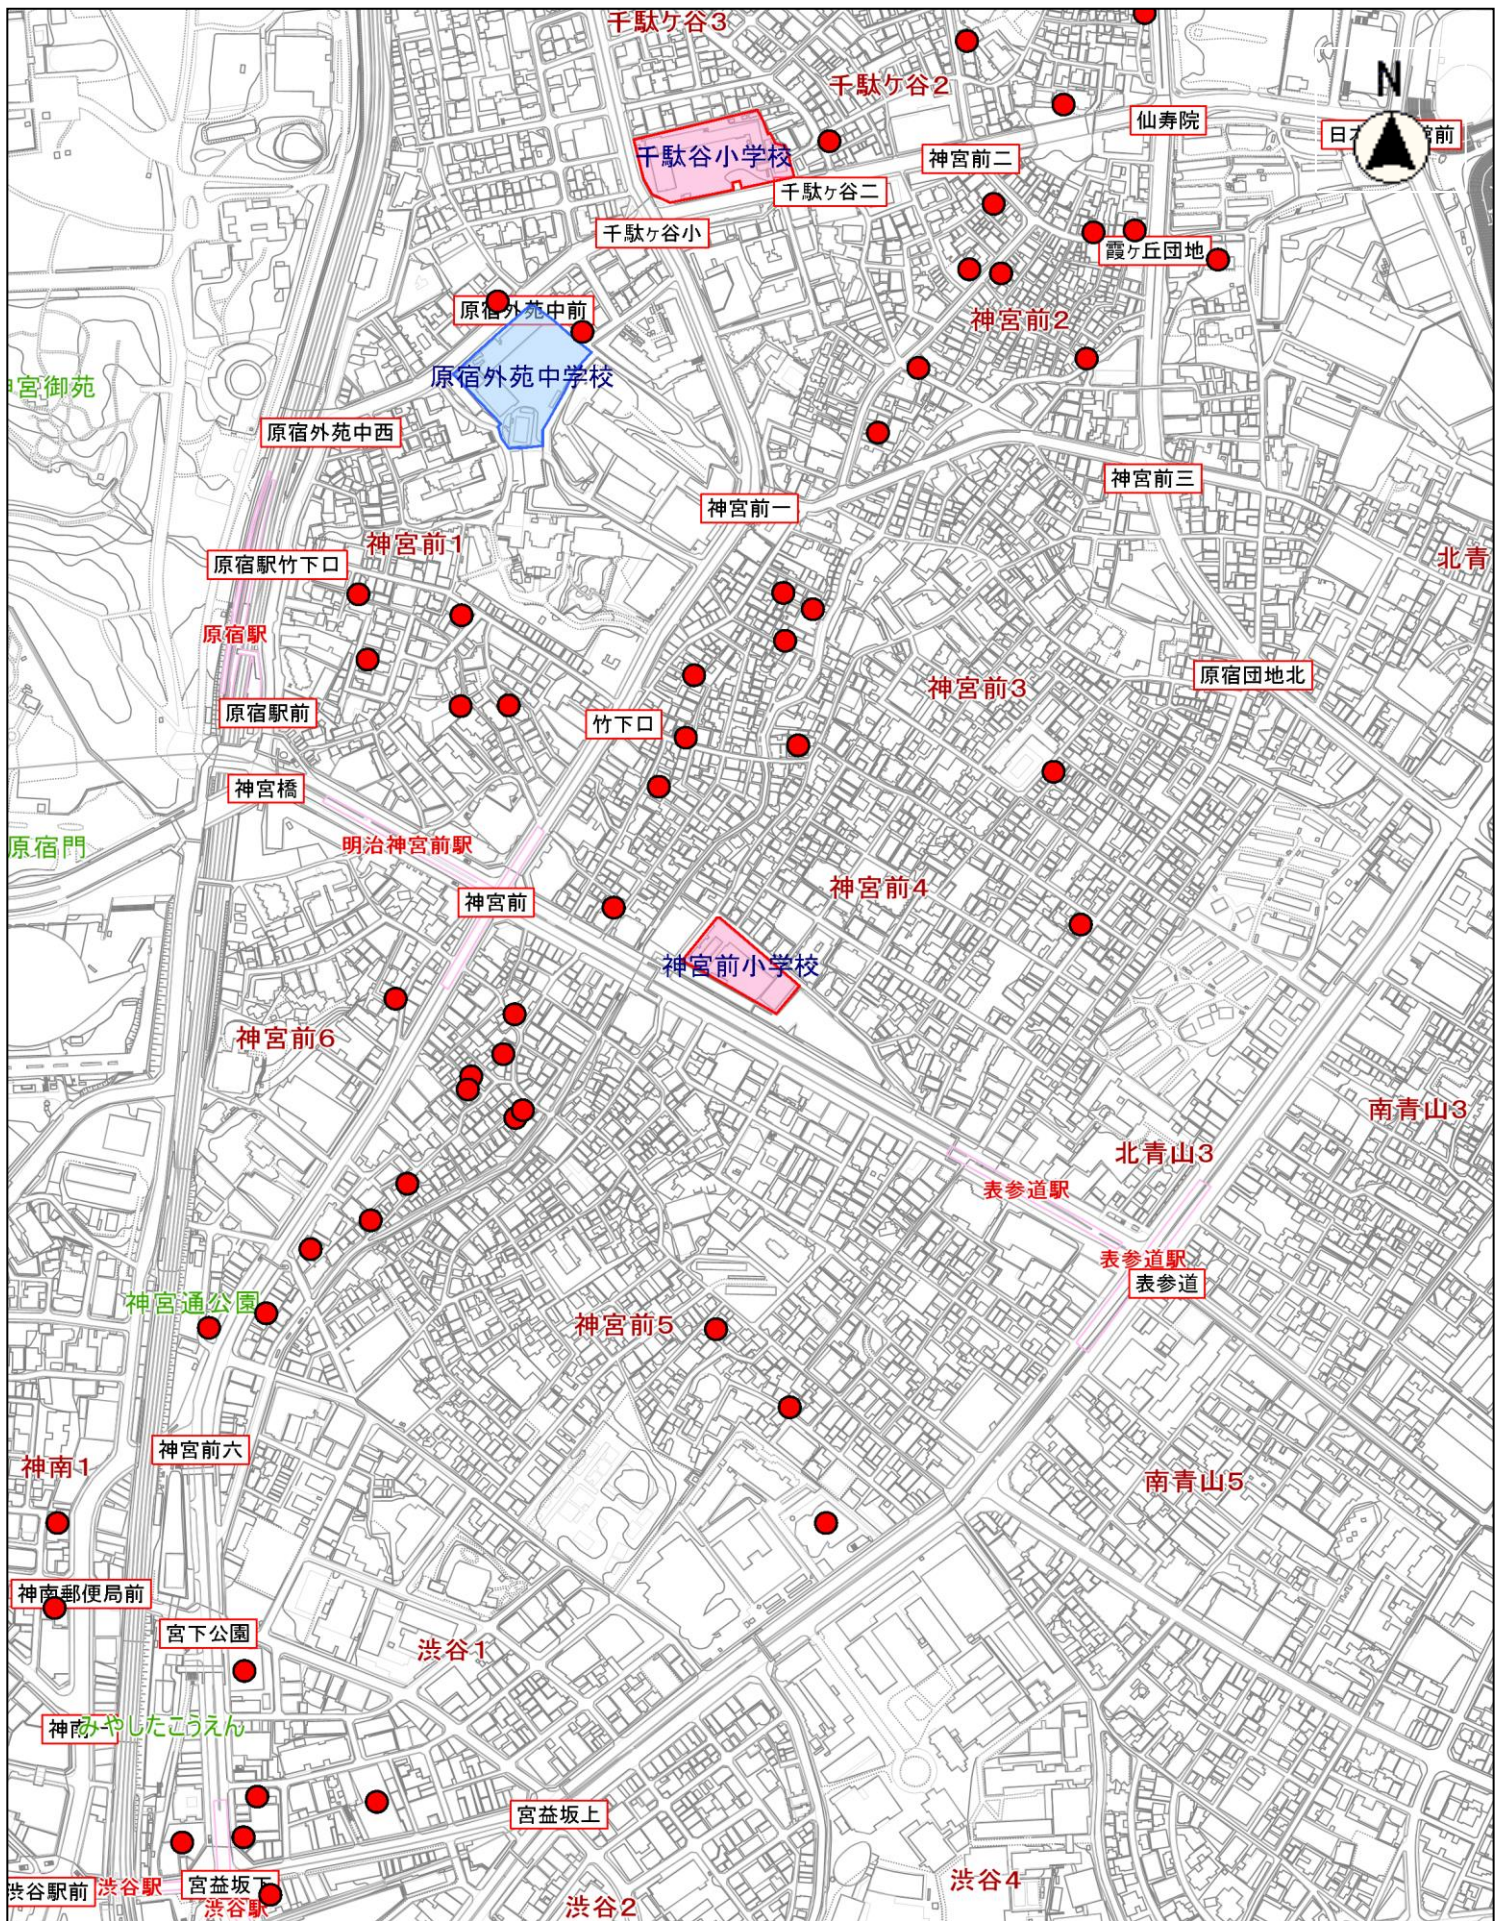 千駄ケ谷3
千駄ケ谷2
N
仙寿院
千駄谷小学校
神宮前二
千駄ヶ谷二
千駄ヶ谷小
霞ヶ丘団地
原宿外苑中前
神宮前2
原宿外苑中学校
宮御苑
原宿外苑中西
神宮前三
神宮前一
神宮前1
原宿駅竹下口
北青
原宿駅
原宿団地北
神宮前3
原宿駅前
竹下口
神宮橋
明治神宮前駅
原宿門
神宮前4
神宮前
神宮前小学校
神宮前6
南青山3
北青山3
表参道駅
表参道駅
表参道
神宮通公園
神宮前5
神宮前六
神南1
南青山5
神南郵便局前
宮下公園
渋谷1
みやしたこうえん
宮益坂上
渋谷4
渋谷駅前
渋谷駅
宮益坂下
渋谷駅
渋谷2